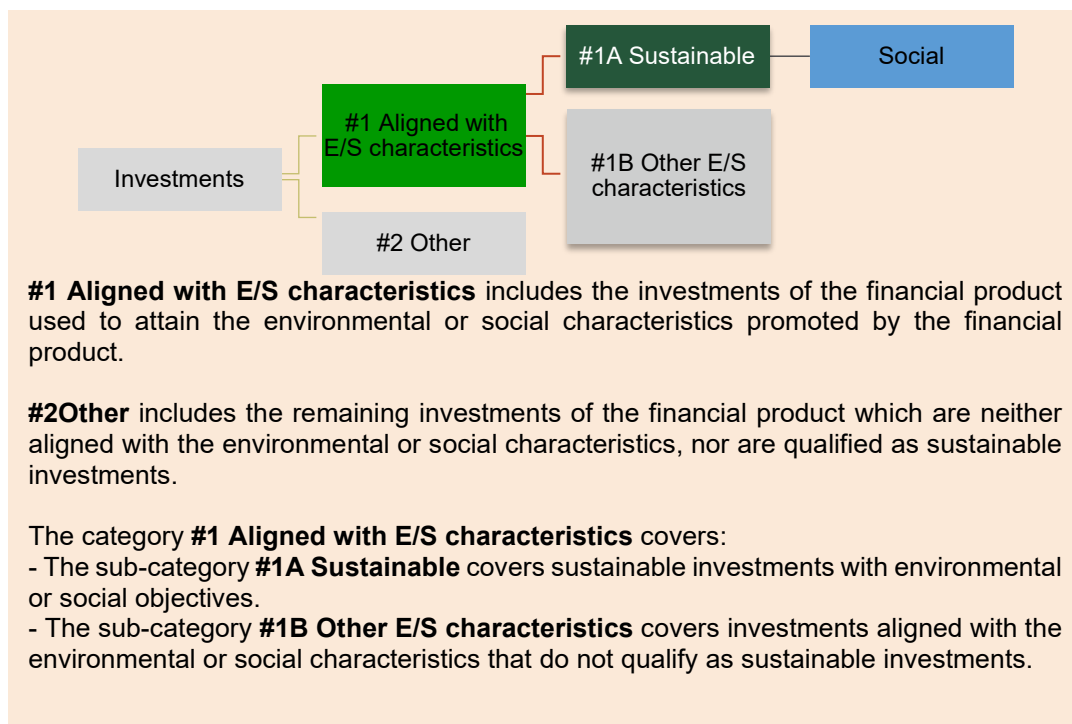 #1A Sustainable
Social
#1 Aligned with
E/S characteristics
#1B Other E/S
characteristics
Investments
#2 Other
#1 Aligned with E/S characteristics includes the investments of the financial product
used to attain the environmental or social characteristics promoted by the financial
product.
#2Other includes the remaining investments of the financial product which are neither
aligned with the environmental or social characteristics, nor are qualified as sustainable
investments.
The category #1 Aligned with E/S characteristics covers:
- The sub-category #1A Sustainable covers sustainable investments with environmental
or social objectives.
- The sub-category #1B Other E/S characteristics covers investments aligned with the
environmental or social characteristics that do not qualify as sustainable investments.